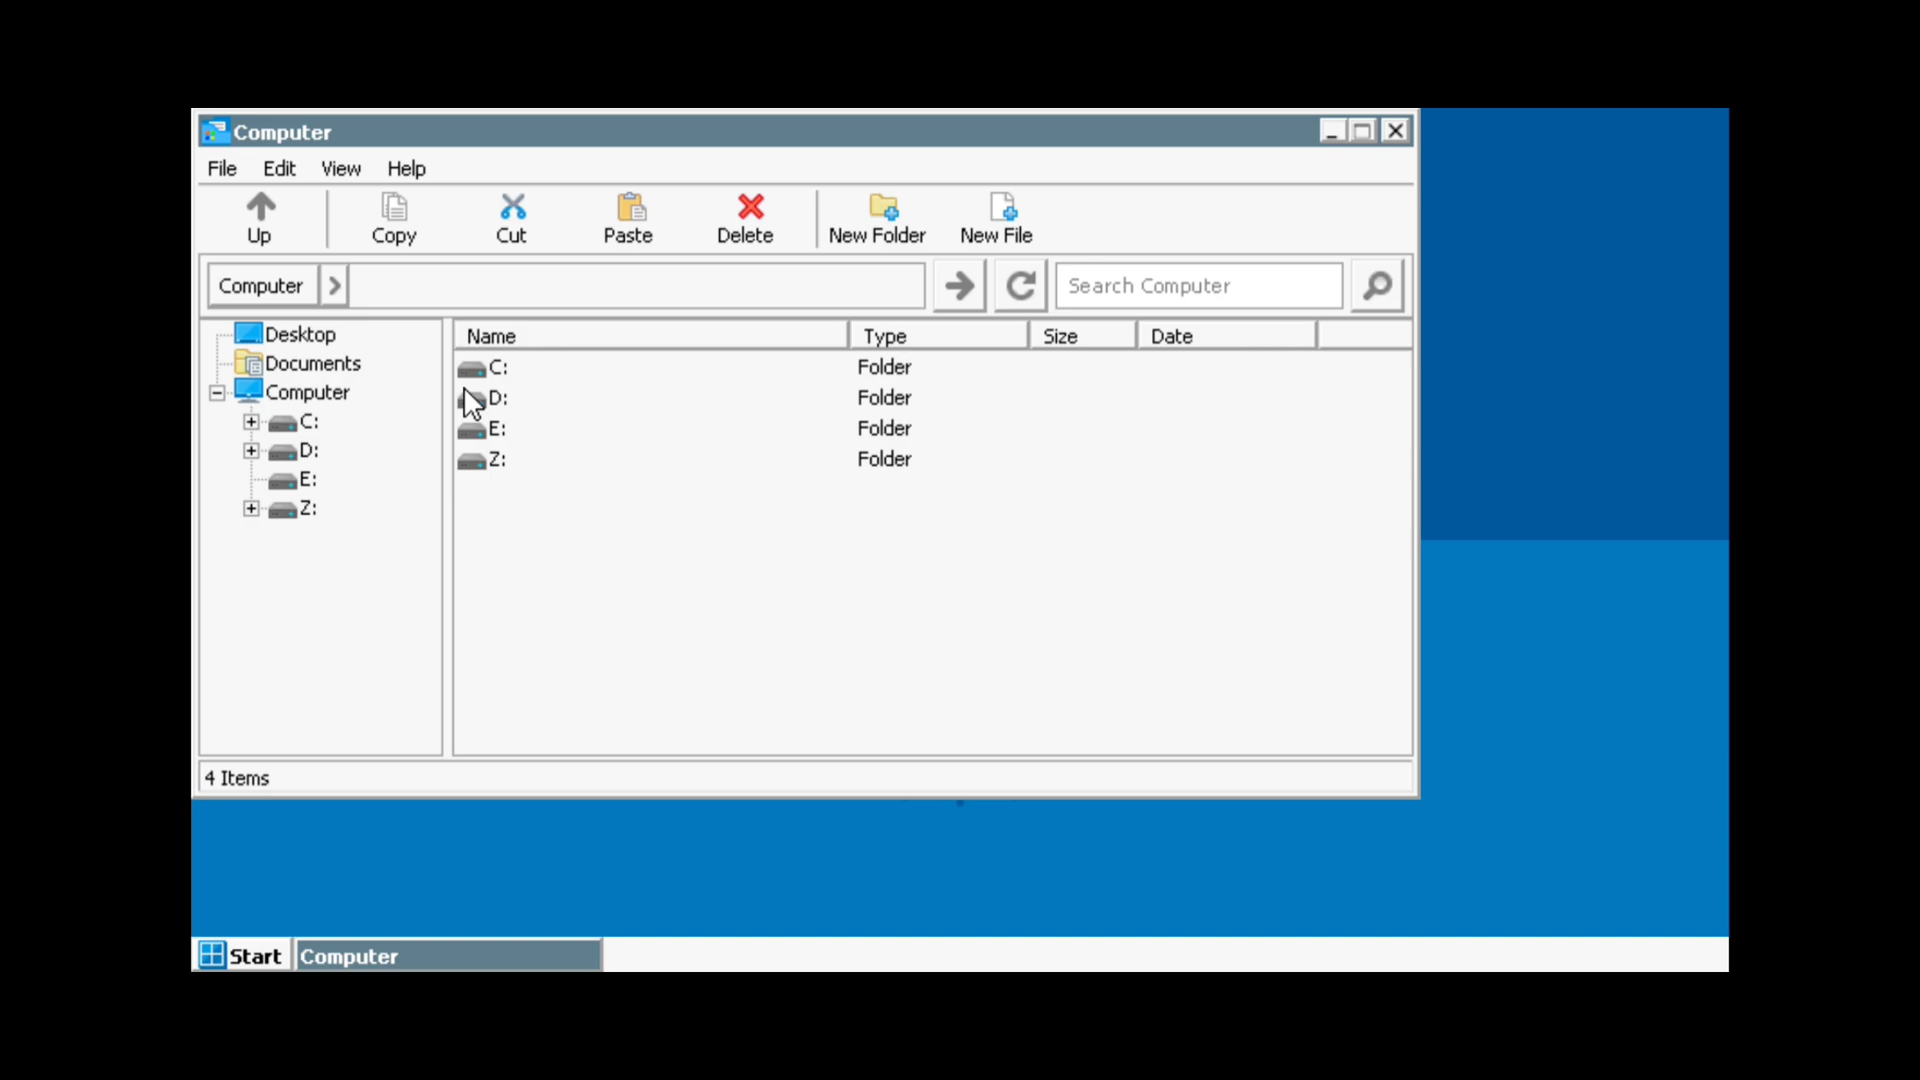 Computer
File Edit View Help
Up Copy Cut Paste Delete New Folder New File
Computer Search Computer
Desktop
Documents
Computer
C:
D:
E:
Z:
Name Type Size Date
C: Folder
D: Folder
E: Folder
Z: Folder
4 Items
Start Computer